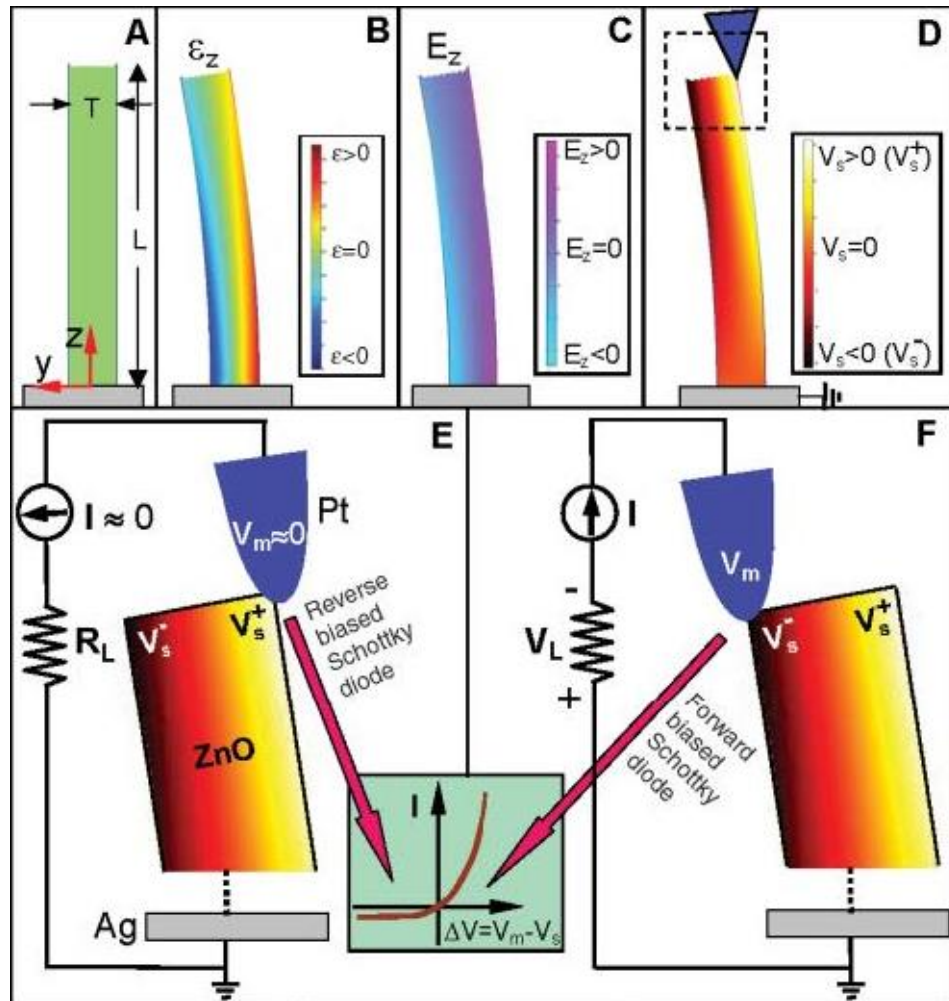 A
T
L
z
y
B
εz
ε>0
ε=0
ε<0
C
Ez
Ez>0
Ez=0
Ez<0
D
Vs>0 (Vs+)
Vs=0
Vs<0 (Vs-)
E
I ≈ 0
RL
Vm≈0
Pt
Vs-
Vs+
ZnO
Ag
Reverse
biased
Schottky
diode
I
ΔV=Vm-Vs
F
I
-
VL
+
Vm
Vs-
Vs+
Forward
biased
Schottky
diode